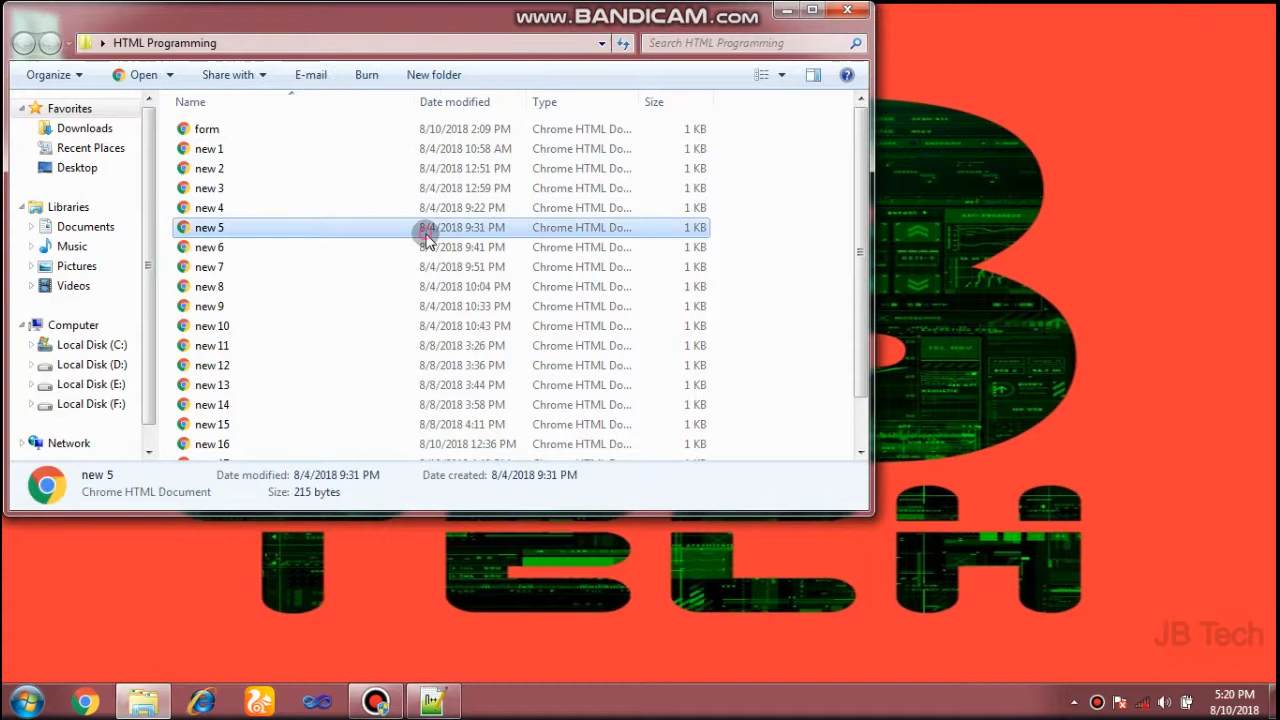 www.BANDICAM.com
HTML Programming
Search HTML Programming
Organize Open Share with E-mail Burn New folder
Name Date modified Type Size
Favorites
Downloads
Recent Places
Desktop
Libraries
Documents
Music
Pictures
Videos
Computer
Local Disk (C:)
Local Disk (D:)
Local Disk (E:)
Local Disk (F:)
Network
form 8/10/2018 2:09 PM Chrome HTML Do... 1 KB
new 1 8/4/2018 10:58 AM Chrome HTML Do... 1 KB
new 2 8/4/2018 12:51 PM Chrome HTML Do... 1 KB
new 3 8/4/2018 12:59 PM Chrome HTML Do... 1 KB
new 4 8/4/2018 9:22 PM Chrome HTML Do... 1 KB
new 5 8/4/2018 9:31 PM Chrome HTML Do... 1 KB
new 6 8/4/2018 9:41 PM Chrome HTML Do... 1 KB
new 7 8/4/2018 9:51 PM Chrome HTML Do... 1 KB
new 8 8/4/2018 10:04 PM Chrome HTML Do... 1 KB
new 9 8/4/2018 10:33 PM Chrome HTML Do... 1 KB
new 10 8/4/2018 10:43 PM Chrome HTML Do... 1 KB
new 11 8/8/2018 3:26 PM Chrome HTML Do... 1 KB
new 12 8/8/2018 3:36 PM Chrome HTML Do... 1 KB
new 13 8/8/2018 3:44 PM Chrome HTML Do... 1 KB
new 14 8/8/2018 3:58 PM Chrome HTML Do... 1 KB
new 15 8/8/2018 4:11 PM Chrome HTML Do... 1 KB
new 16 8/10/2018 12:36 PM Chrome HTML Do... 1 KB
new 5 Date modified: 8/4/2018 9:31 PM Date created: 8/4/2018 9:31 PM
Chrome HTML Document Size: 215 bytes
B
TECH
JB Tech
5:20 PM
8/10/2018